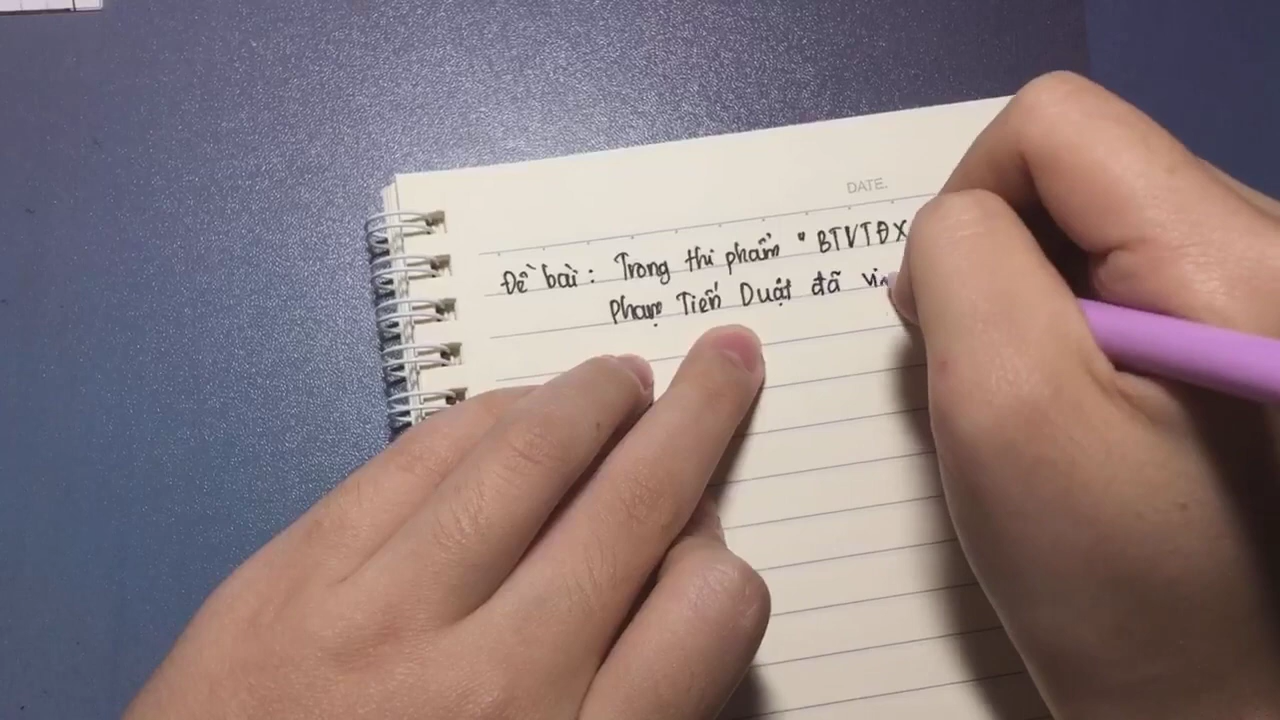 DATE.
Đề bài : Trong thi phẩm " BTVTĐX
Phạm Tiến Duật đã